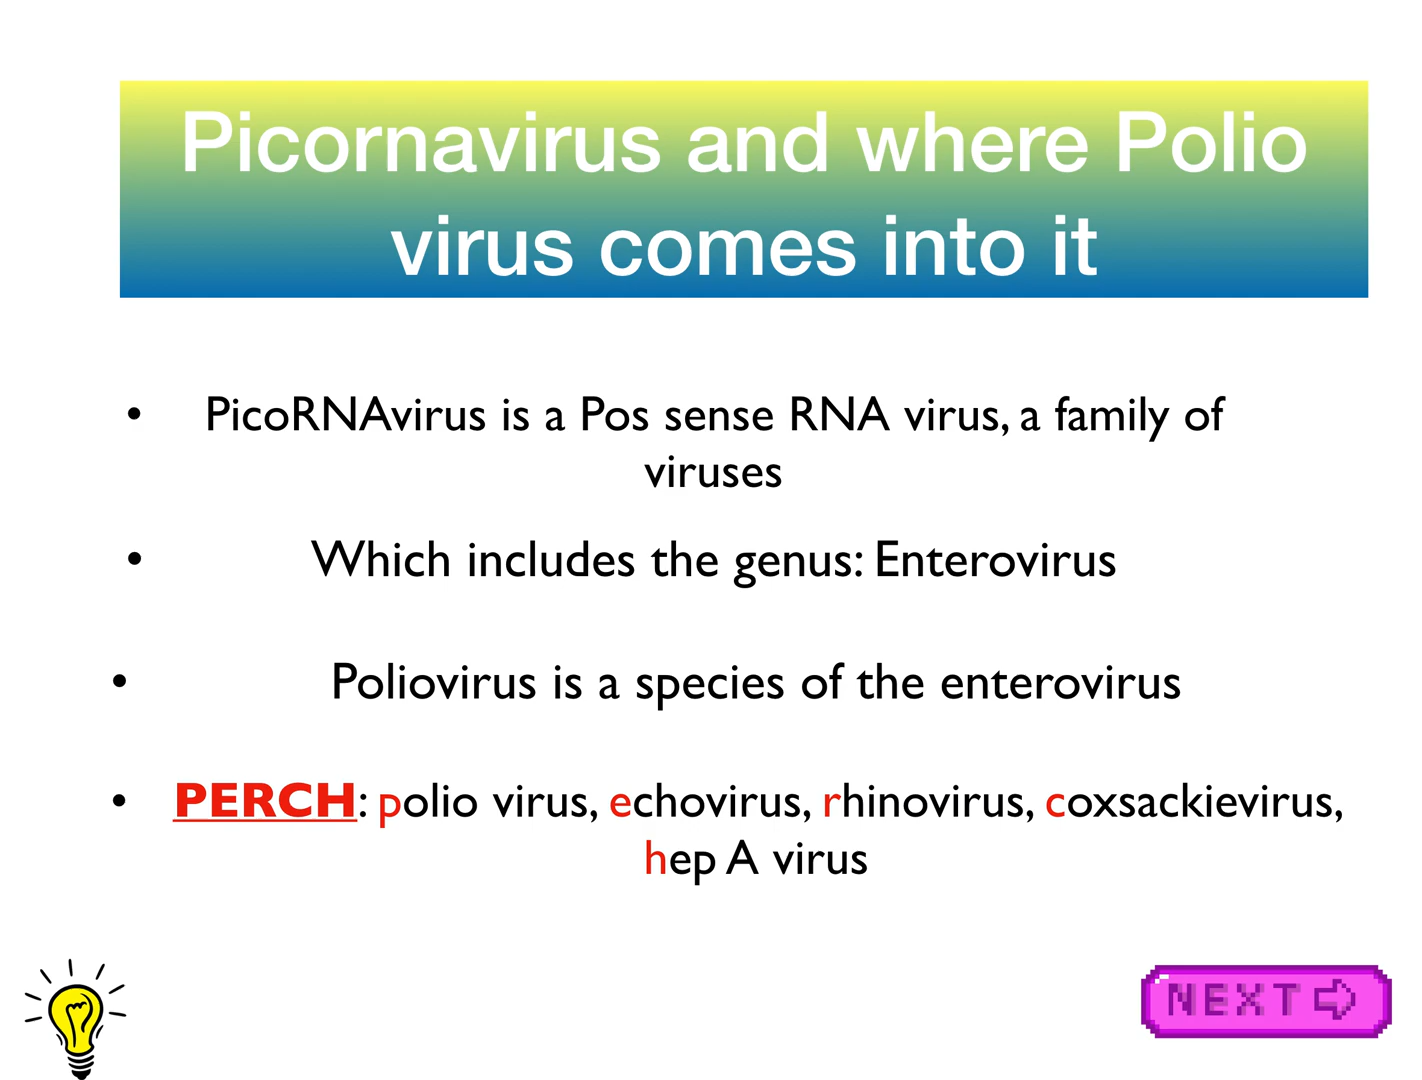 Picornavirus and where Polio
virus comes into it
• PicoRNAvirus is a Pos sense RNA virus, a family of
viruses
• Which includes the genus: Enterovirus
• Poliovirus is a species of the enterovirus
• PERCH: polio virus, echovirus, rhinovirus, coxsackievirus,
hep A virus
NEXT